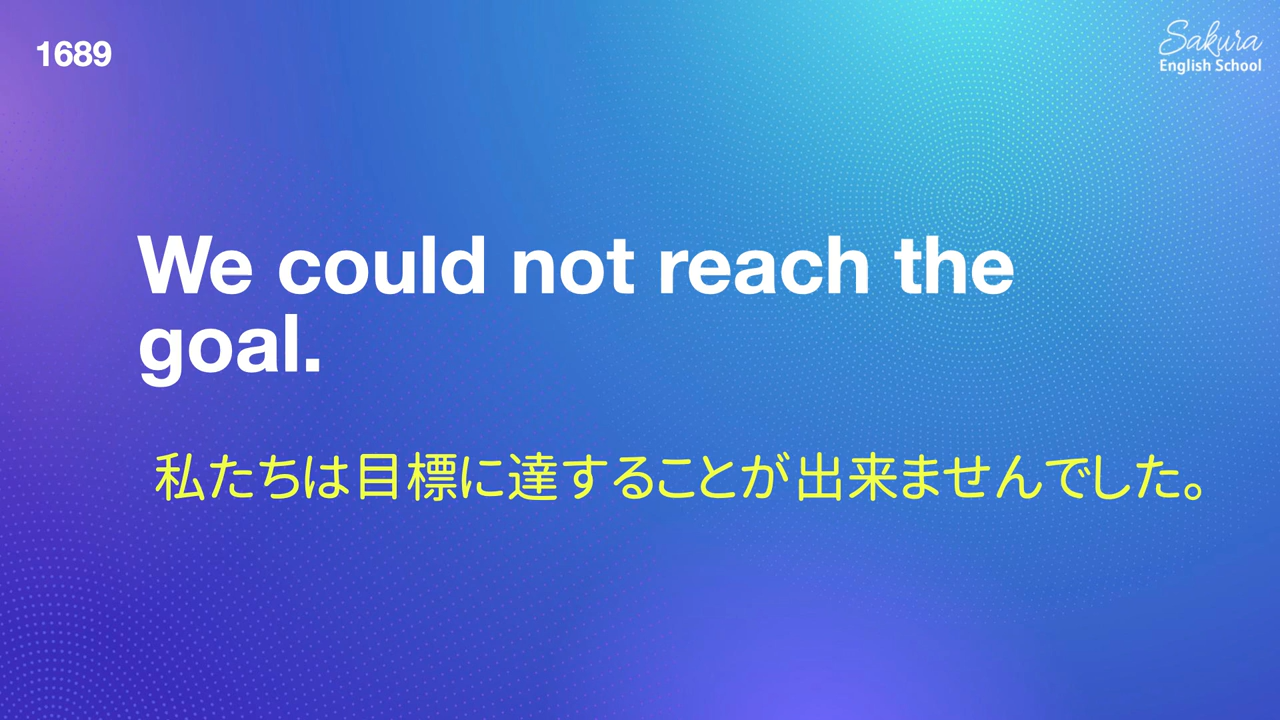 1689
Sakura
English School
We could not reach the
goal.
私たちは目標に達することが出来ませんでした。